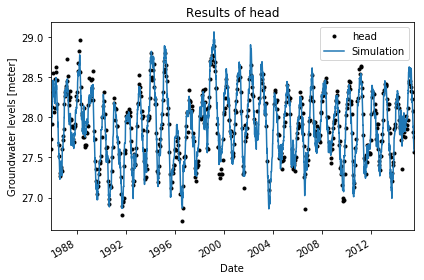 Results of head
head
Simulation
Groundwater levels [meter]
29.0
28.5
28.0
27.5
27.0
1988
1992
1996
2000
2004
2008
2012
Date